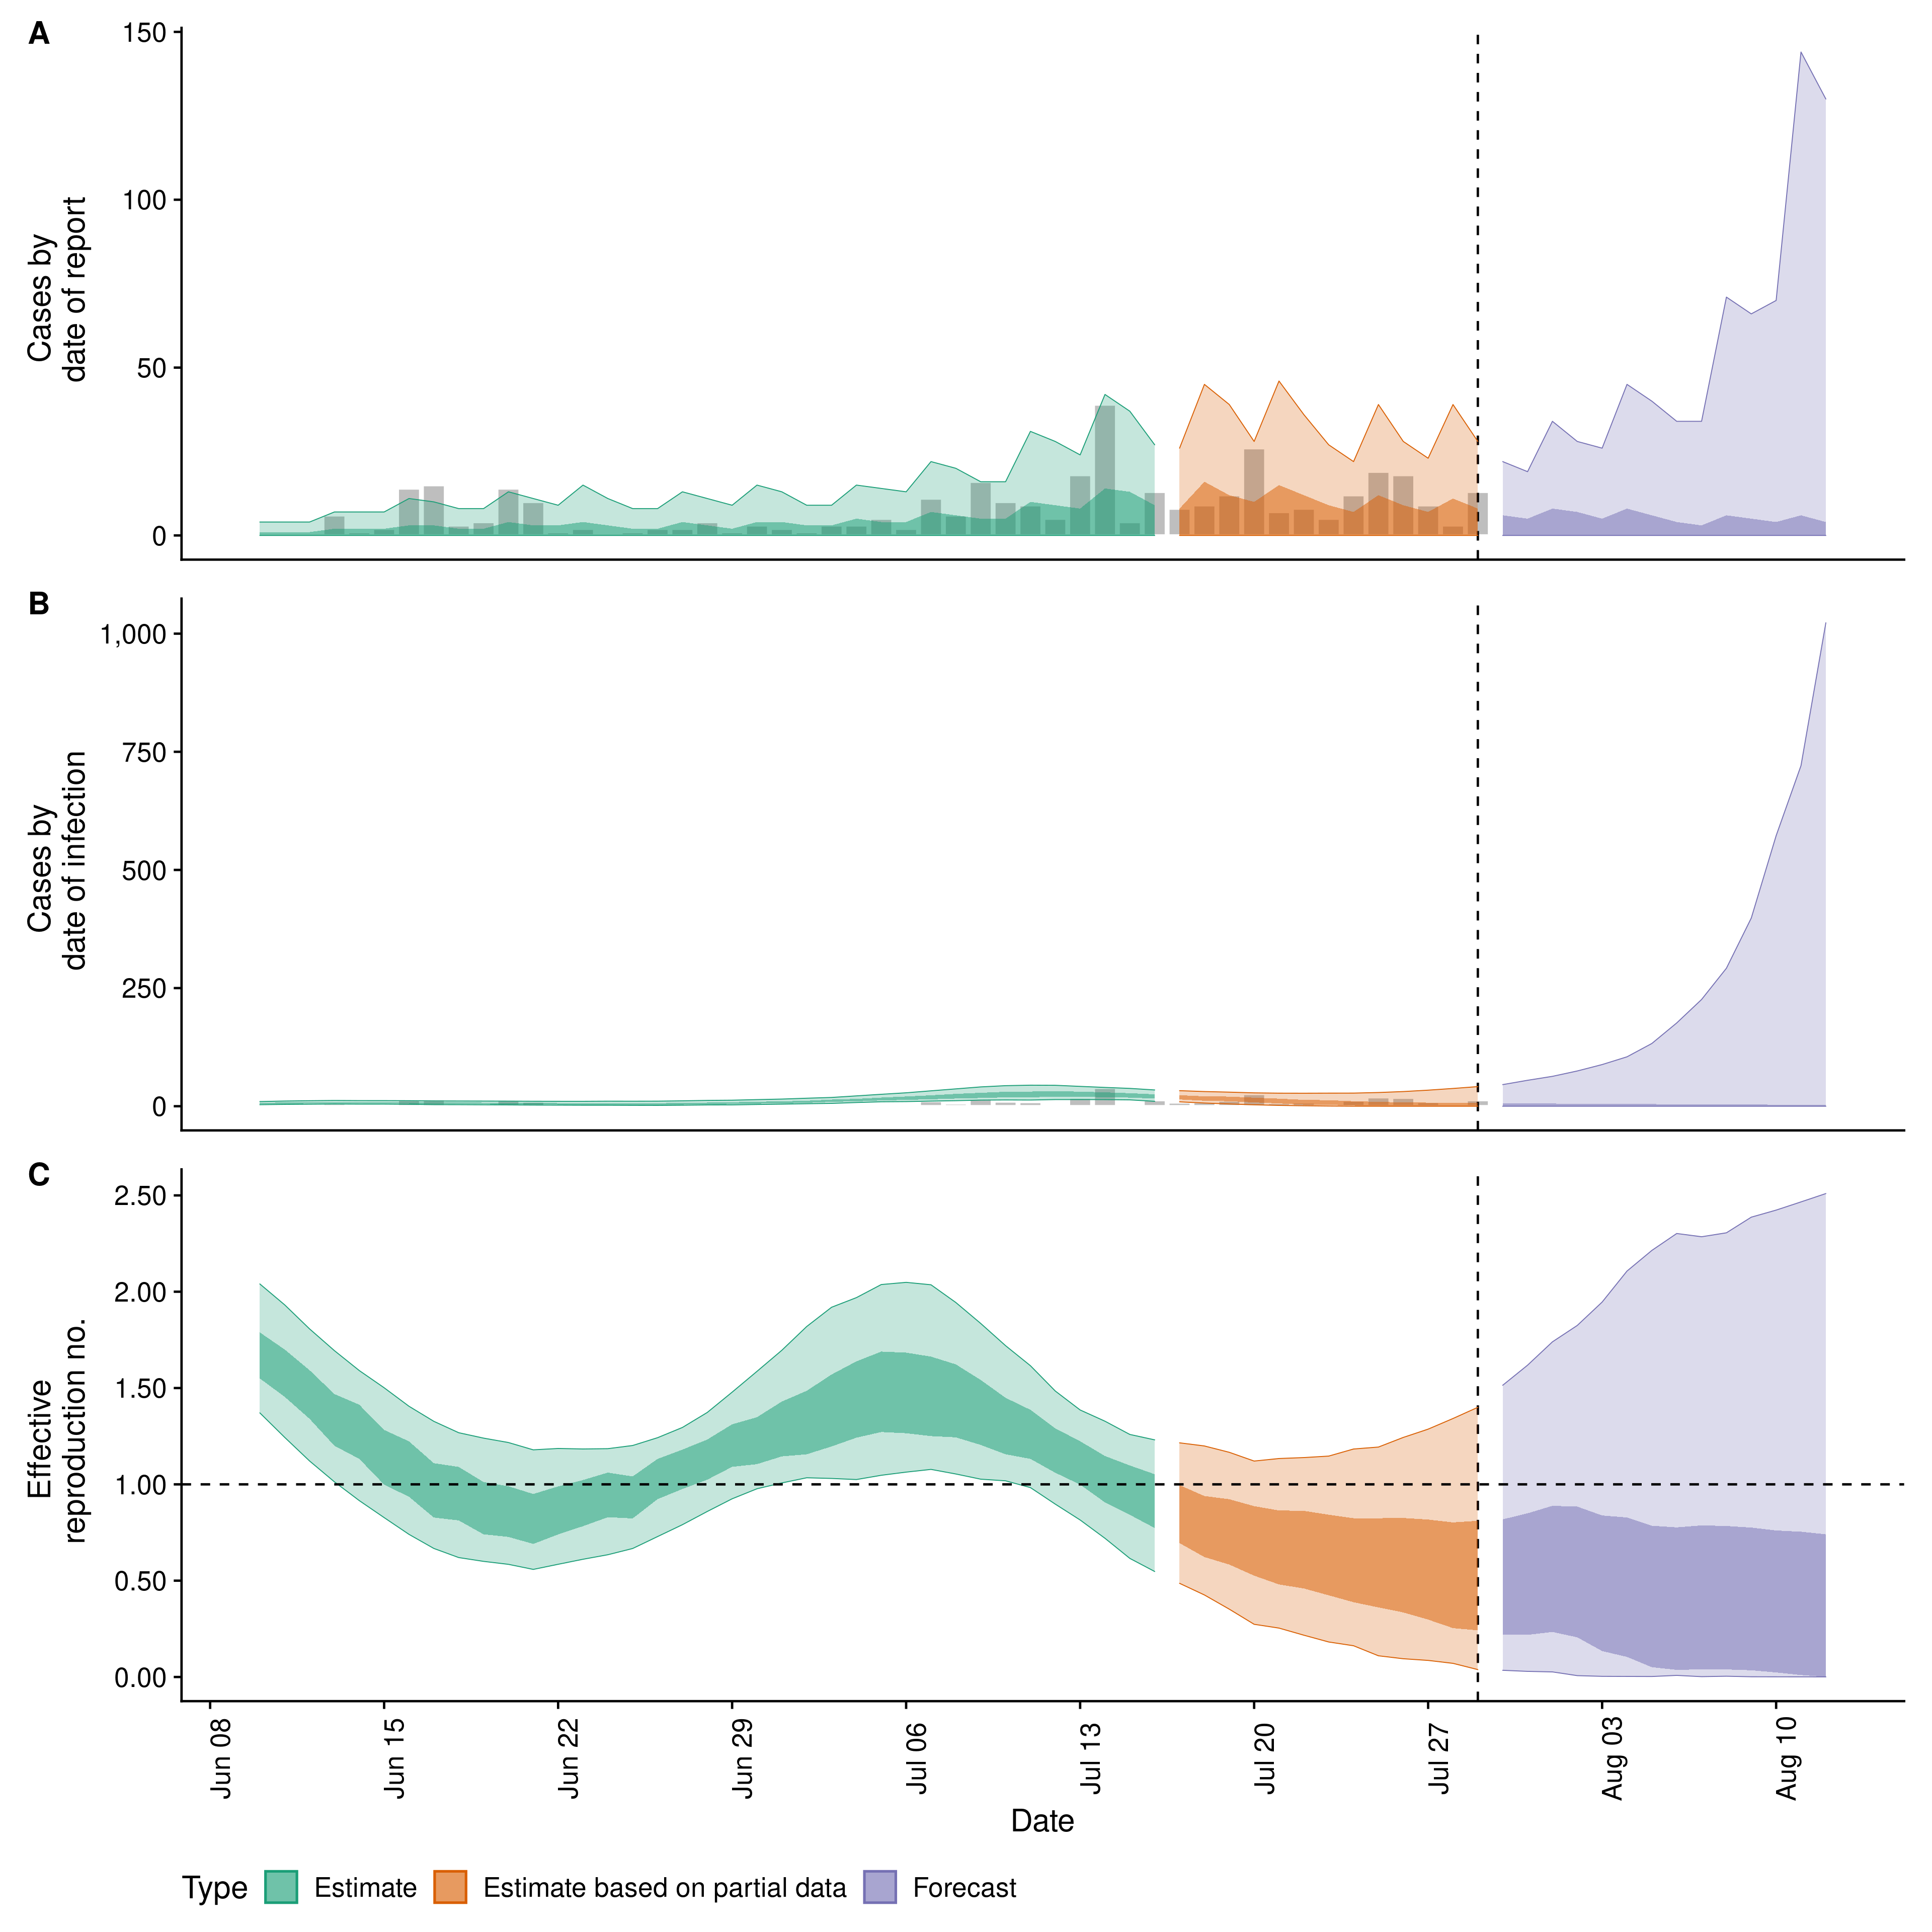 A
150
100
50
0
Cases by
date of report
B
1,000
750
500
250
0
Cases by
date of infection
C
2.50
2.00
1.50
1.00
0.50
0.00
Effective
reproduction no.
Jun 08
Jun 15
Jun 22
Jun 29
Jul 06
Jul 13
Jul 20
Jul 27
Aug 03
Aug 10
Date
Type Estimate Estimate based on partial data Forecast